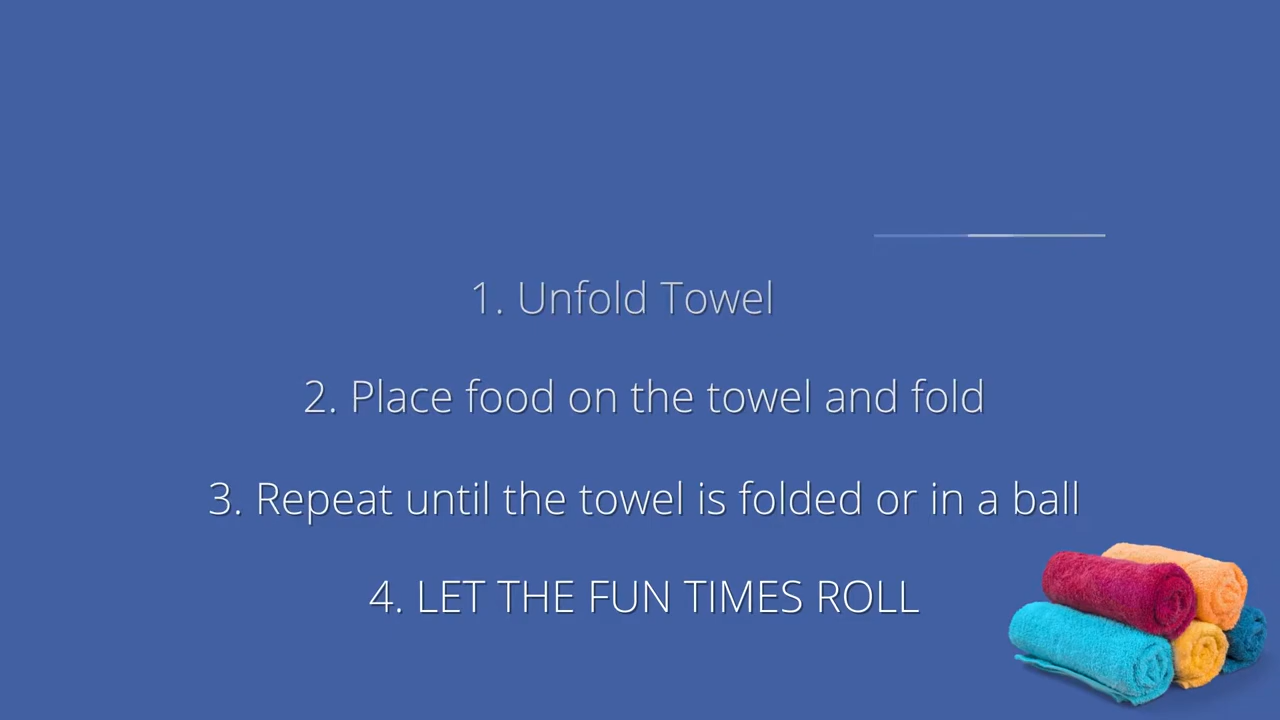 1. Unfold Towel
2. Place food on the towel and fold
3. Repeat until the towel is folded or in a ball
4. LET THE FUN TIMES ROLL